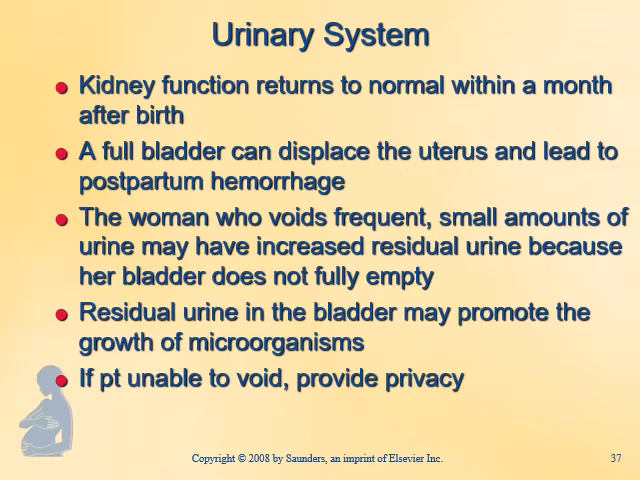 Urinary System
● Kidney function returns to normal within a month
after birth
● A full bladder can displace the uterus and lead to
postpartum hemorrhage
● The woman who voids frequent, small amounts of
urine may have increased residual urine because
her bladder does not fully empty
● Residual urine in the bladder may promote the
growth of microorganisms
● If pt unable to void, provide privacy
Copyright © 2008 by Saunders, an imprint of Elsevier Inc.
37